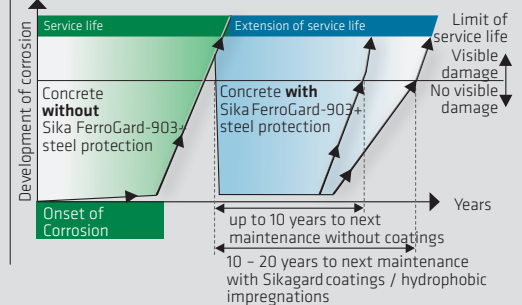 Development of corrosion
Service life
Extension of service life
Limit of
service life
Visible
damage
No visible
damage
Concrete
without
Sika FerroGard-903+
steel protection
Concrete with
Sika FerroGard-903+
steel protection
Years
Onset of
Corrosion
up to 10 years to next
maintenance without coatings
10 – 20 years to next maintenance
with Sikagard coatings / hydrophobic
impregnations